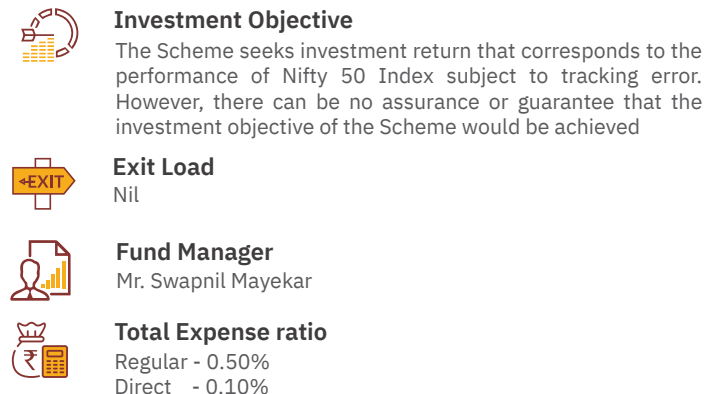 Investment Objective
The Scheme seeks investment return that corresponds to the
performance of Nifty 50 Index subject to tracking error.
However, there can be no assurance or guarantee that the
investment objective of the Scheme would be achieved
EXIT
Exit Load
Nil
Fund Manager
Mr. Swapnil Mayekar
₹
Total Expense ratio
Regular - 0.50%
Direct - 0.10%